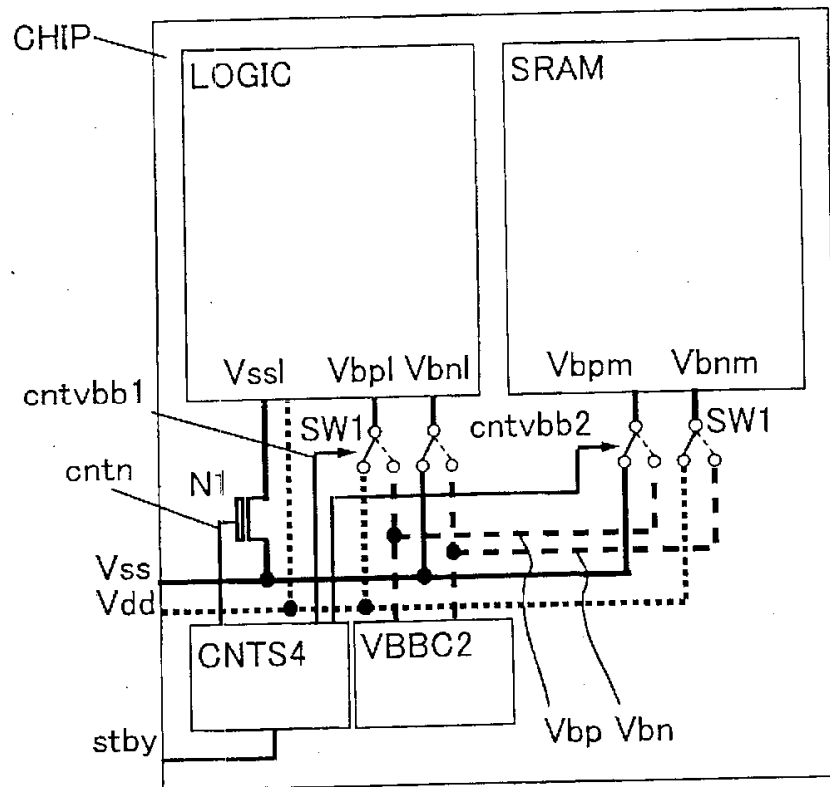 CHIP
LOGIC
SRAM
Vssl
Vbpl
Vbnl
Vbpm
Vbnm
cntvbb1
SW1
cntvbb2
SW1
cntn
N1
Vss
Vdd
CNTS4
VBBC2
stby
Vbp
Vbn